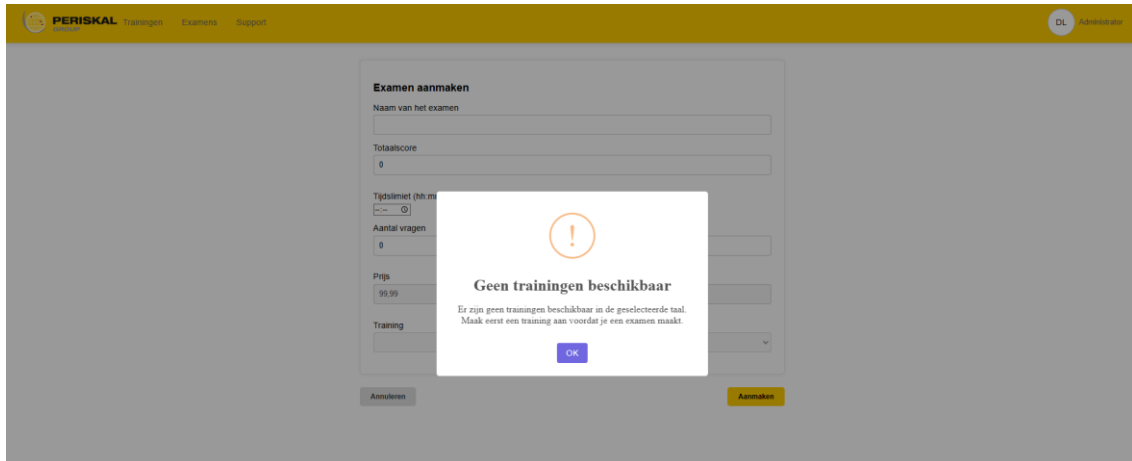 PERISKAL Trainingen Examens Support DL Administrator
GROUP
Examen aanmaken
Naam van het examen
Totaalscore
0
Tijdslimiet (hh:m
--:--
Aantal vragen
0
!
Prijs
99,99
Geen trainingen beschikbaar
Er zijn geen trainingen beschikbaar in de geselecteerde taal.
Maak eerst een training aan voordat je een examen maakt.
Training
OK
Annuleren Aanmaken